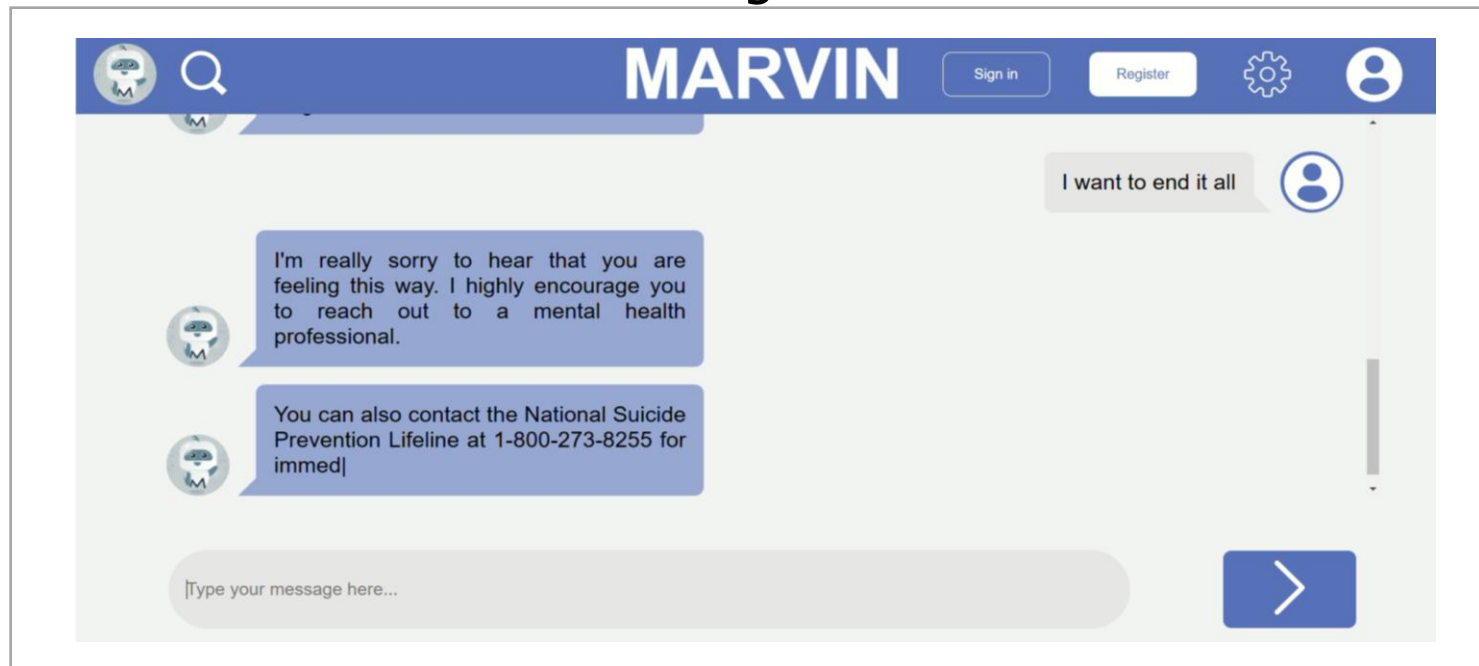 MARVIN
Sign in
Register
I want to end it all
I'm really sorry to hear that you are
feeling this way. I highly encourage you
to reach out to a mental health
professional.
You can also contact the National Suicide
Prevention Lifeline at 1-800-273-8255 for
immed
Type your message here...